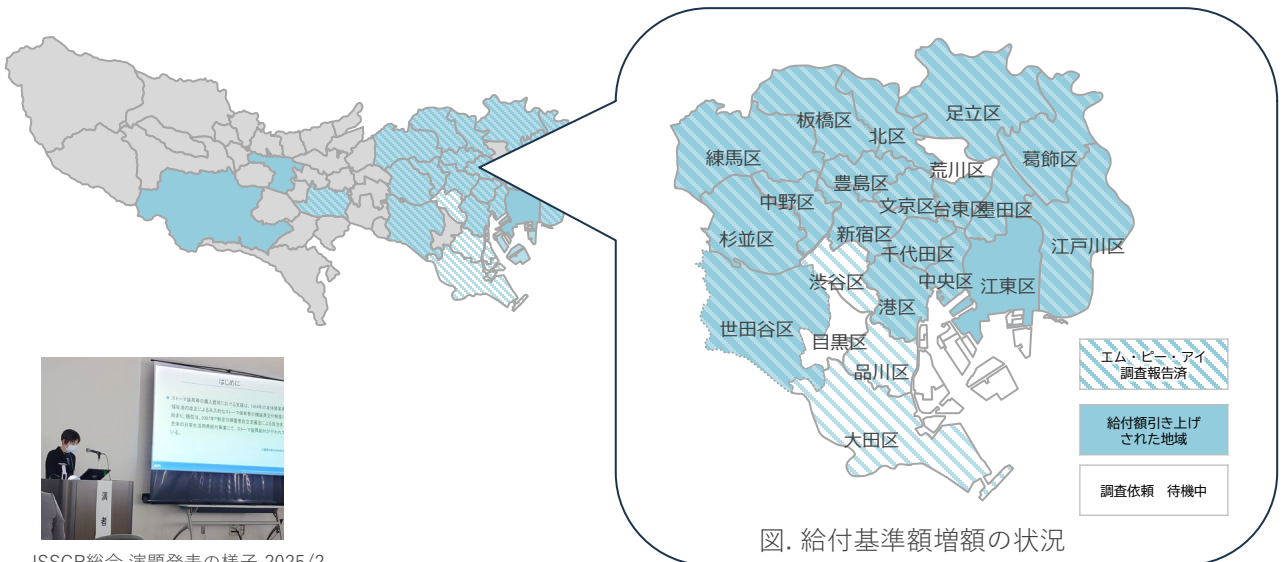 足立区
板橋区
北区
練馬区
荒川区
葛飾区
豊島区
中野区
文京区
台東区
墨田区
杉並区
新宿区
千代田区
江戸川区
渋谷区
中央区
江東区
港区
世田谷区
目黒区
品川区
大田区
エム・ピー・アイ
調査報告済
給付額引き上げ
された地域
調査依頼 待機中
図. 給付基準額増額の状況
はじめに
演
者